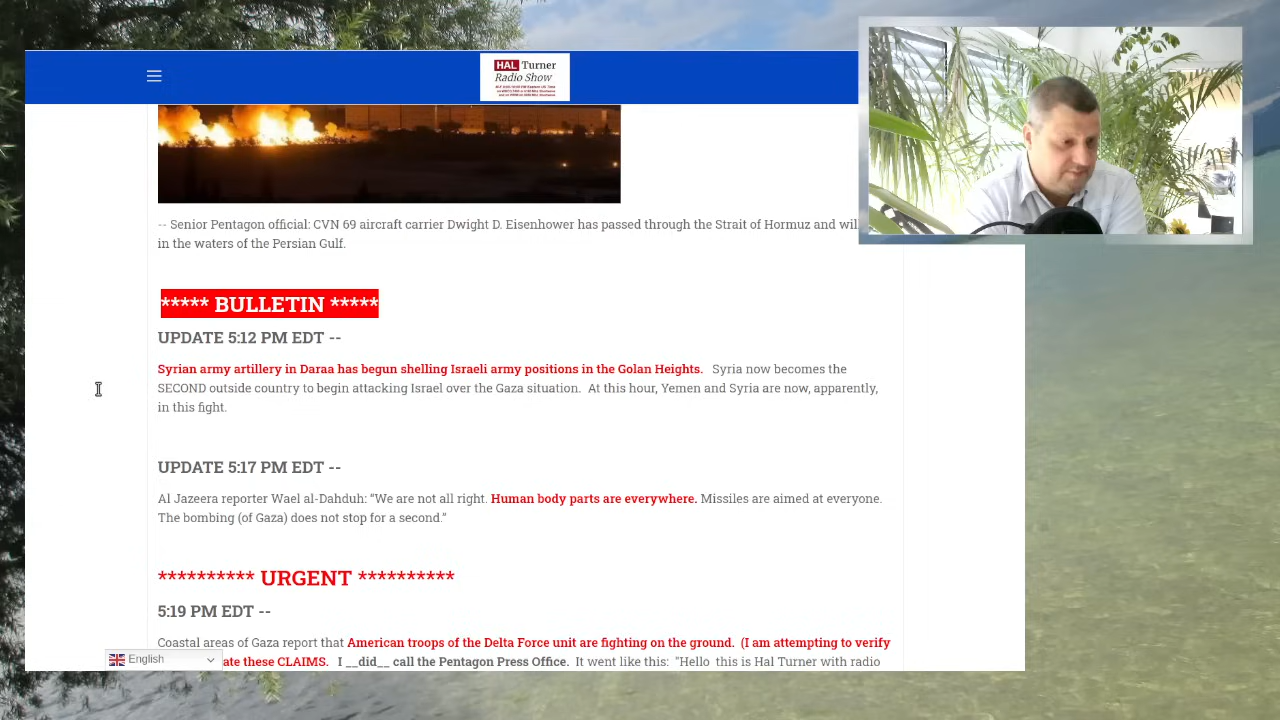 HAL Turner
Radio Show
-- Senior Pentagon official: CVN 69 aircraft carrier Dwight D. Eisenhower has passed through the Strait of Hormuz and wil
in the waters of the Persian Gulf.
***** BULLETIN *****
UPDATE 5:12 PM EDT --
Syrian army artillery in Daraa has begun shelling Israeli army positions in the Golan Heights. Syria now becomes the
SECOND outside country to begin attacking Israel over the Gaza situation. At this hour, Yemen and Syria are now, apparently,
in this fight.
UPDATE 5:17 PM EDT --
Al Jazeera reporter Wael al-Dahduh: “We are not all right. Human body parts are everywhere. Missiles are aimed at everyone.
The bombing (of Gaza) does not stop for a second.”
********** URGENT **********
5:19 PM EDT --
Coastal areas of Gaza report that American troops of the Delta Force unit are fighting on the ground. (I am attempting to verify
ate these CLAIMS. I __did__ call the Pentagon Press Office. It went like this: "Hello this is Hal Turner with radio
English